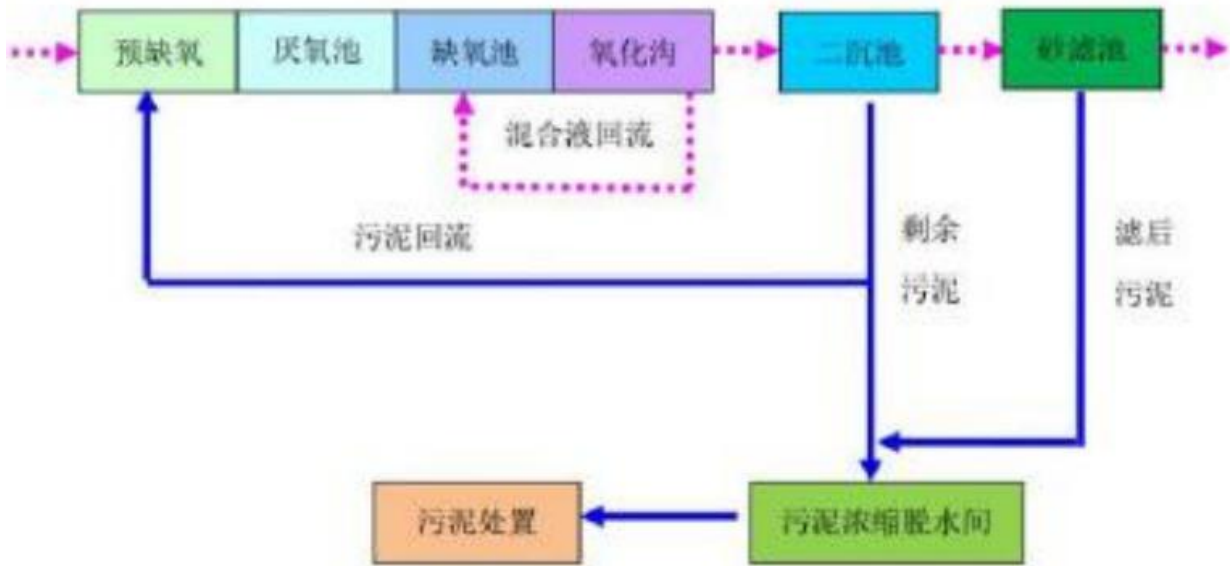 预缺氧
厌氧池
缺氧池
氧化沟
二沉池
砂滤池
混合液回流
污泥回流
剩余
污泥
滤后
污泥
污泥处置
污泥浓缩脱水间